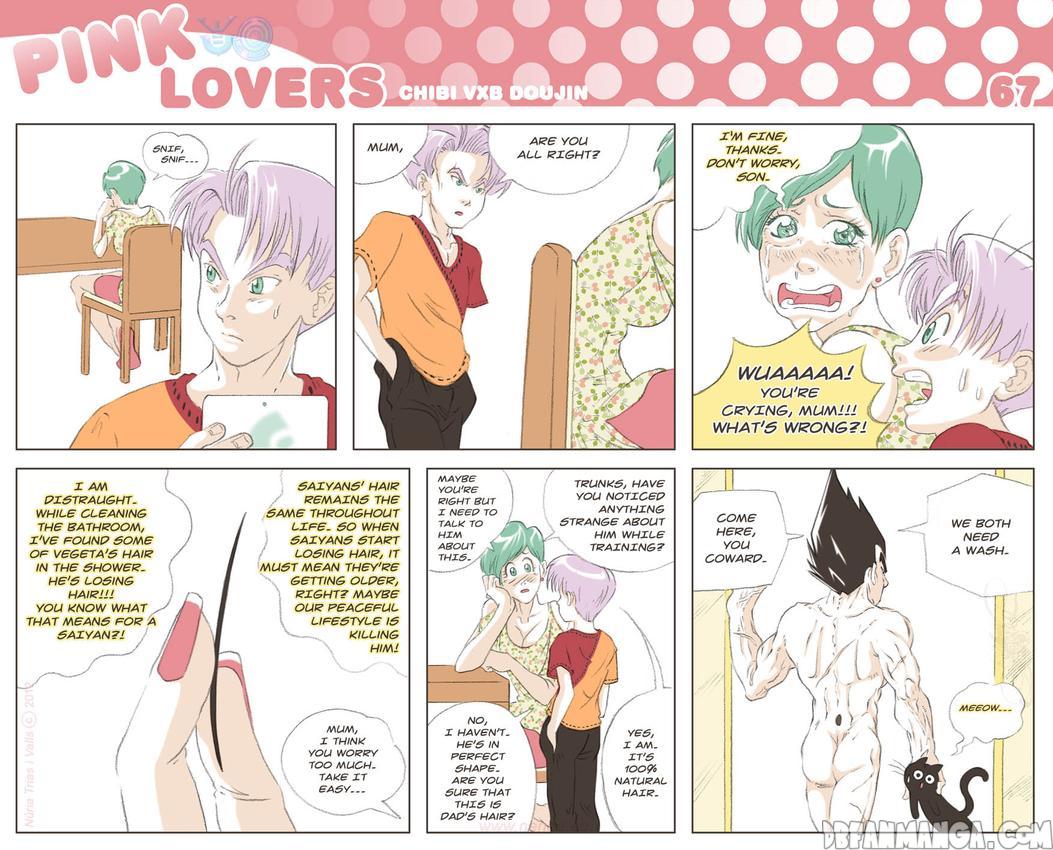 PINK
LOVERS
CHIBI VXB DOUJIN
67
SNIF,
SNIF...
MUM,
ARE YOU
ALL RIGHT?
I'M FINE,
THANKS.
DON'T WORRY,
SON.
WUAAAAA!
YOU'RE
CRYING, MUM!!!
WHAT'S WRONG?!
I AM
DISTRAUGHT.
WHILE CLEANING
THE BATHROOM,
I'VE FOUND SOME
OF VEGETA'S HAIR
IN THE SHOWER.
HE'S LOSING
HAIR!!!
YOU KNOW WHAT
THAT MEANS FOR A
SAIYAN?!
SAIYANS' HAIR
REMAINS THE
SAME THROUGHOUT
LIFE. SO WHEN
SAIYANS START
LOSING HAIR, IT
MUST MEAN THEY'RE
GETTING OLDER,
RIGHT? MAYBE
OUR PEACEFUL
LIFESTYLE IS
KILLING
HIM!
MUM,
I THINK
YOU WORRY
TOO MUCH.
TAKE IT
EASY...
Núria Trias i Valls (C)
MAYBE
YOU'RE
RIGHT BUT
I NEED TO
TALK TO
HIM
ABOUT
THIS.
TRUNKS, HAVE
YOU NOTICED
ANYTHING
STRANGE ABOUT
HIM WHILE
TRAINING?
NO,
I HAVEN'T.
HE'S IN
PERFECT
SHAPE.
ARE YOU
SURE THAT
THIS IS
DAD'S HAIR?
YES,
I AM.
IT'S
100%
NATURAL
HAIR.
COME
HERE,
YOU
COWARD.
WE BOTH
NEED
A WASH.
MEEOW...
DBFANMANGA.COM